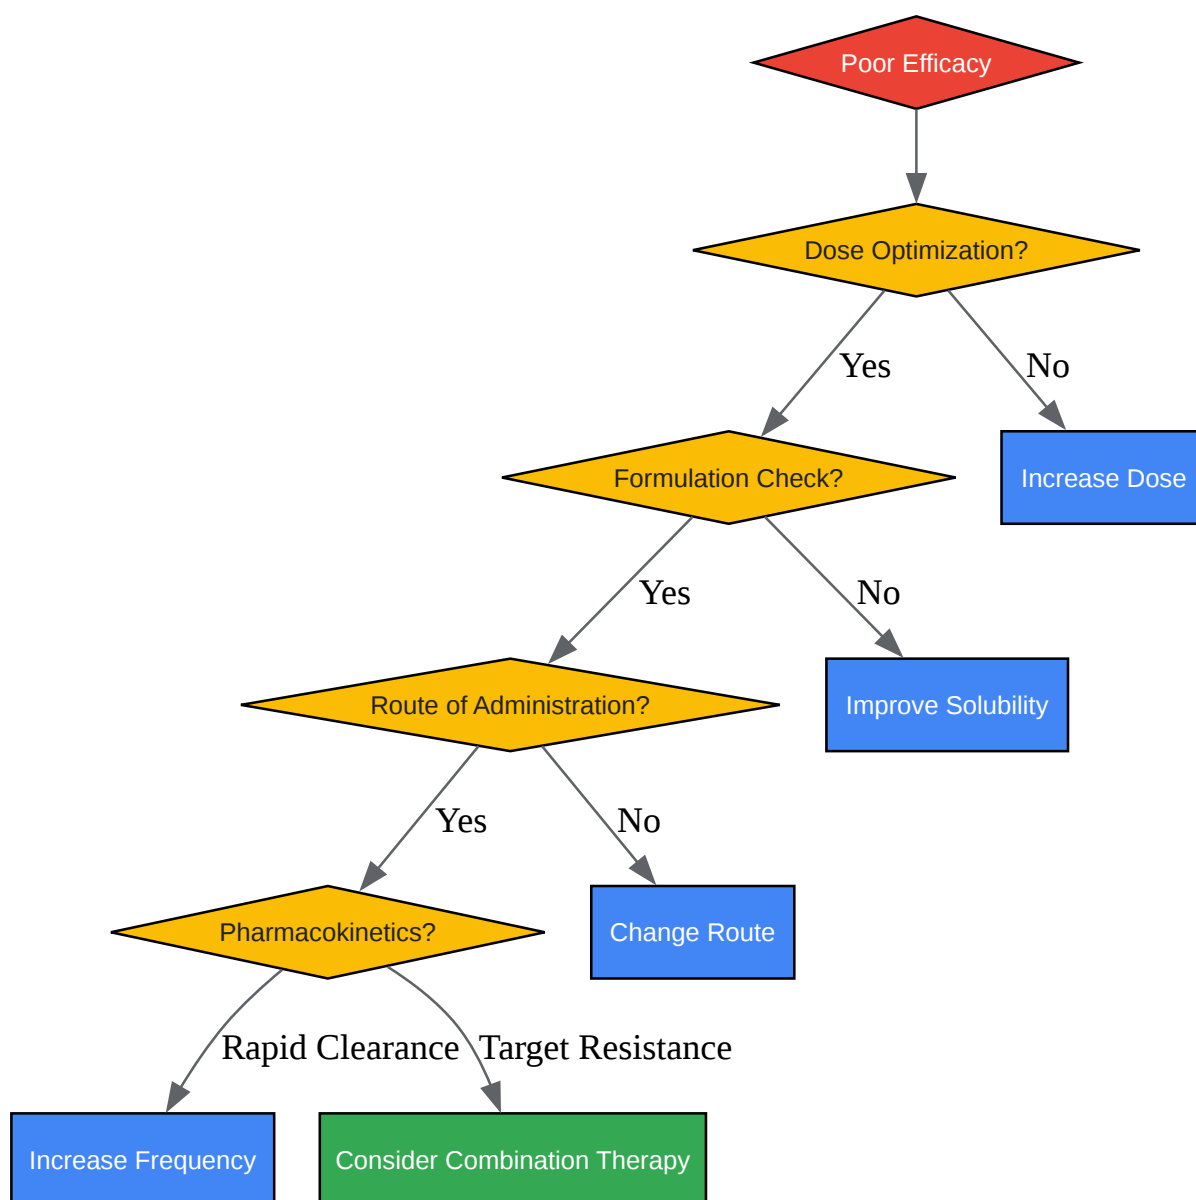 Poor Efficacy
Dose Optimization?
Yes
No
Formulation Check?
Increase Dose
Yes
No
Route of Administration?
Improve Solubility
Yes
No
Pharmacokinetics?
Change Route
Rapid Clearance
Target Resistance
Increase Frequency
Consider Combination Therapy